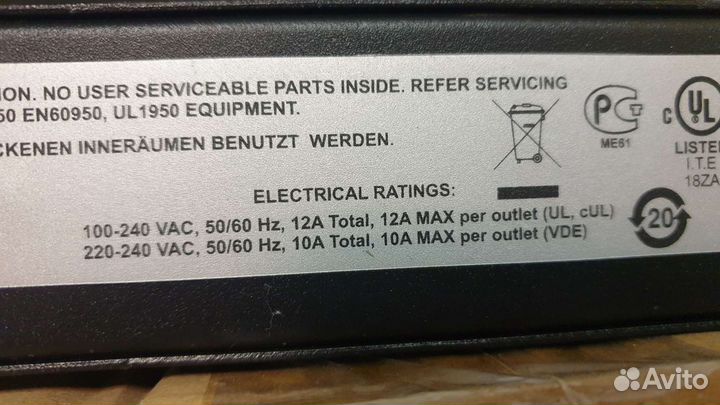 ION. NO USER SERVICEABLE PARTS INSIDE. REFER SERVICING
50 EN60950, UL1950 EQUIPMENT.
CKENEN INNERÄUMEN BENUTZT WERDEN.
ME61
C UL US
LISTED
I.T.E
18ZA
ELECTRICAL RATINGS:
100-240 VAC, 50/60 Hz, 12A Total, 12A MAX per outlet (UL, cUL)
220-240 VAC, 50/60 Hz, 10A Total, 10A MAX per outlet (VDE)
20
Avito